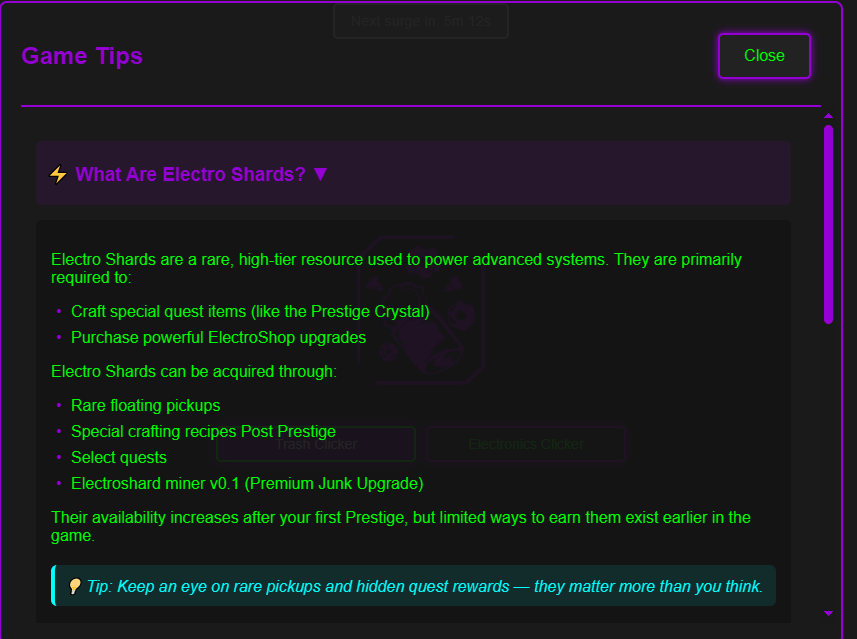 Next surge in: 5m 12s
Game Tips
Close
⚡ What Are Electro Shards? ▼
Electro Shards are a rare, high-tier resource used to power advanced systems. They are primarily
required to:
• Craft special quest items (like the Prestige Crystal)
• Purchase powerful ElectroShop upgrades
Electro Shards can be acquired through:
• Rare floating pickups
• Special crafting recipes Post Prestige
Trash Clicker
Electronics Clicker
• Select quests
• Electroshard miner v0.1 (Premium Junk Upgrade)
Their availability increases after your first Prestige, but limited ways to earn them exist earlier in the
game.
💡 Tip: Keep an eye on rare pickups and hidden quest rewards — they matter more than you think.